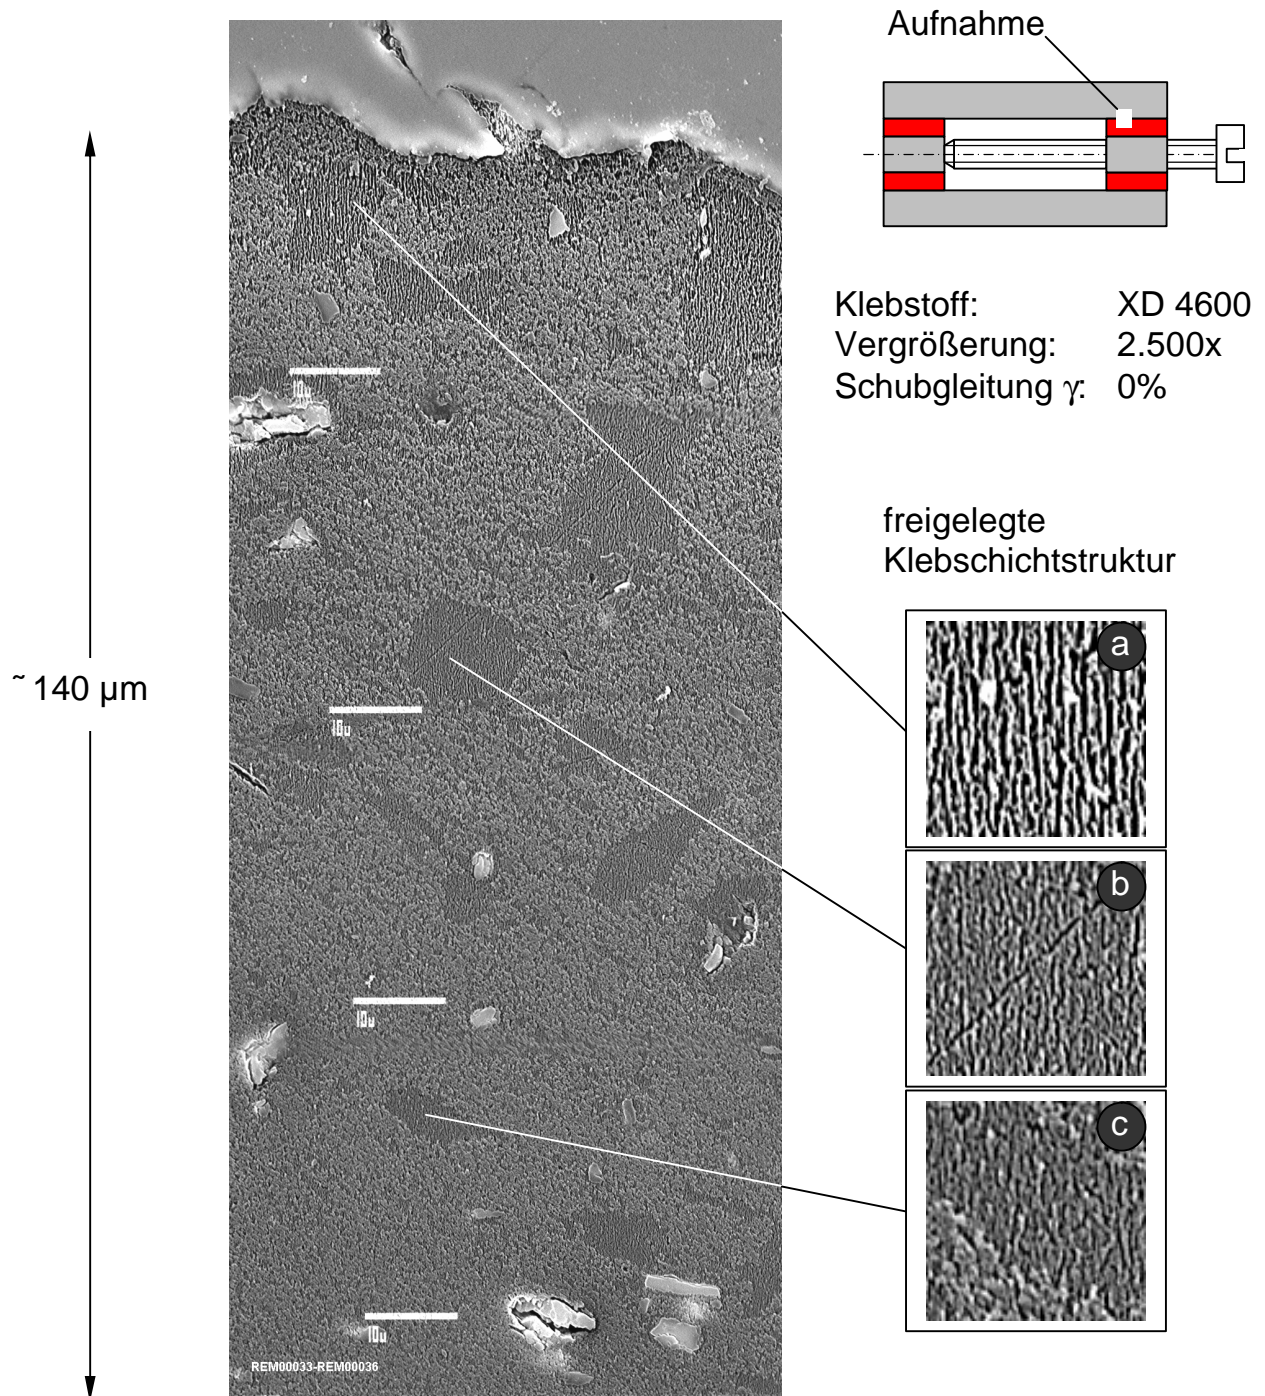 Aufnahme
Klebstoff: XD 4600
Vergrößerung: 2.500x
Schubgleitung γ: 0%
freigelegte
Klebschichtstruktur
~ 140 µm
a
b
c
10u
10u
10u
10u
REM00033-REM00036